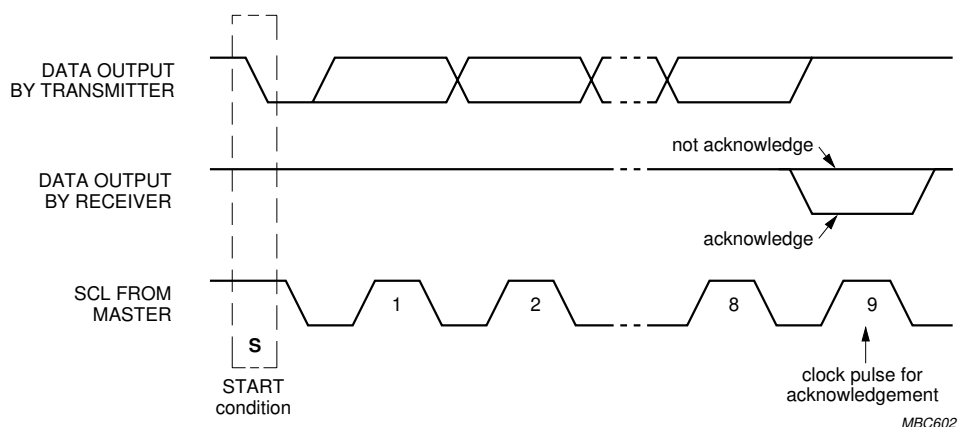 DATA OUTPUT
BY TRANSMITTER
not acknowledge
DATA OUTPUT
BY RECEIVER
acknowledge
SCL FROM
MASTER
1
2
8
9
S
START
condition
clock pulse for
acknowledgement
MBC602